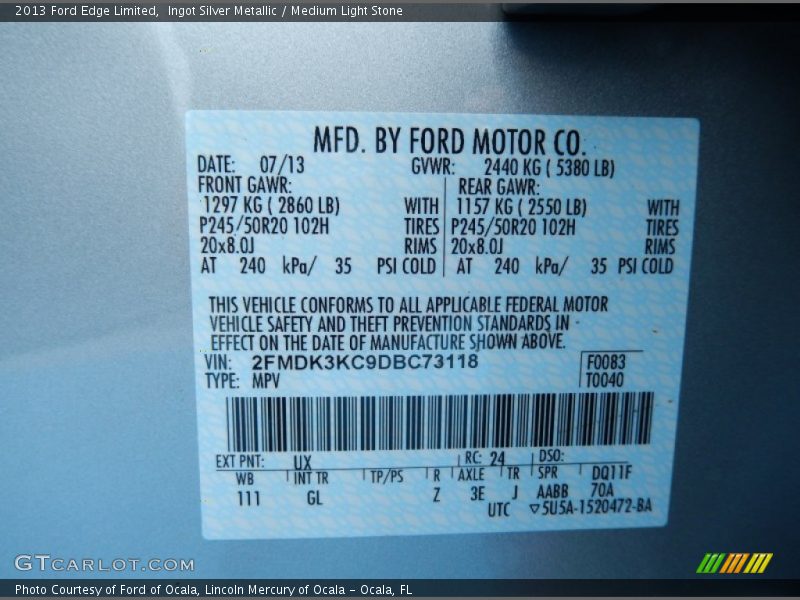 2013 Ford Edge Limited,  Ingot Silver Metallic / Medium Light Stone
MFD. BY FORD MOTOR CO.
DATE: 07/13 GVWR: 2440 KG ( 5380 LB)
FRONT GAWR: REAR GAWR:
1297 KG ( 2860 LB) WITH 1157 KG ( 2550 LB) WITH
P245/50R20 102H TIRES P245/50R20 102H TIRES
20x8.0J RIMS 20x8.0J RIMS
AT 240 kPa/ 35 PSI COLD AT 240 kPa/ 35 PSI COLD
THIS VEHICLE CONFORMS TO ALL APPLICABLE FEDERAL MOTOR
VEHICLE SAFETY AND THEFT PREVENTION STANDARDS IN
EFFECT ON THE DATE OF MANUFACTURE SHOWN ABOVE.
VIN: 2FMDK3KC9DBC73118 F0083
TYPE: MPV T0040
EXT PNT: UX RC: 24 DSO:
WB INT TR TP/PS R AXLE TR SPR DQ11F
111 GL Z 3E J AABB 70A
UTC ▽5U5A-1520472-BA
GTCARLOT.COM
Photo Courtesy of Ford of Ocala, Lincoln Mercury of Ocala – Ocala, FL